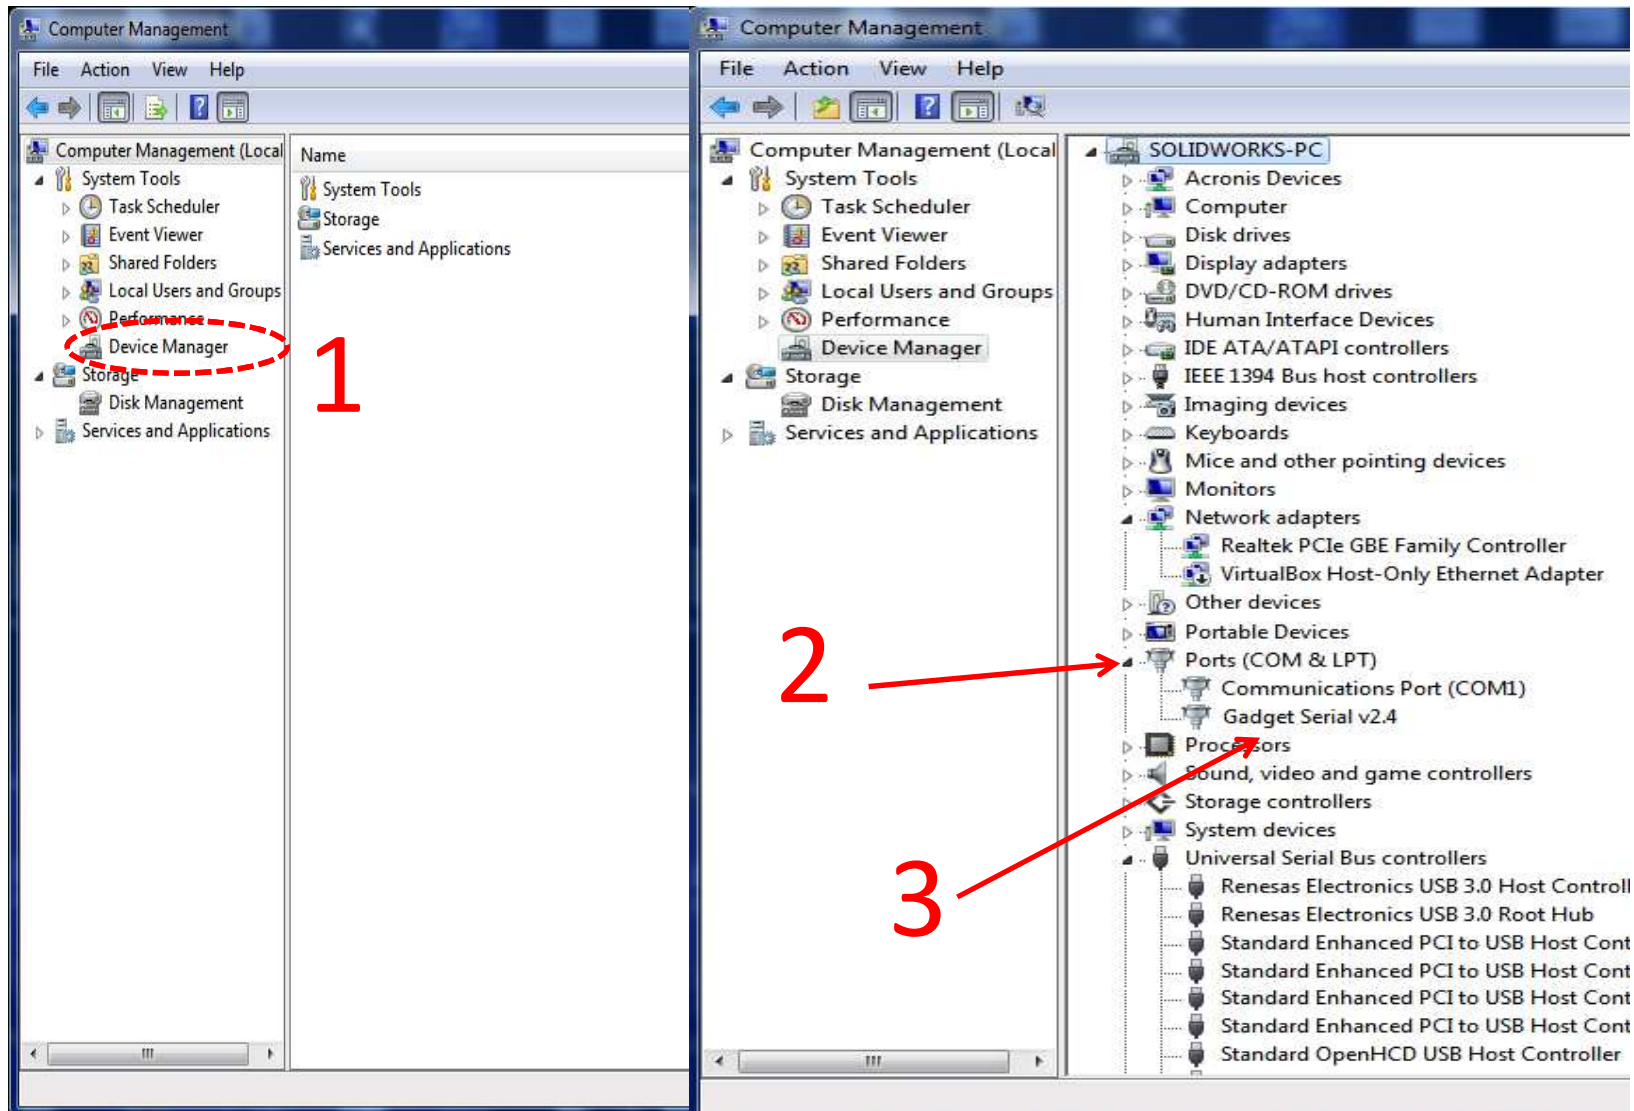 Computer Management
File Action View Help
Computer Management (Local
System Tools
Task Scheduler
Event Viewer
Shared Folders
Local Users and Groups
Performance
Device Manager
Storage
Disk Management
Services and Applications
Name
System Tools
Storage
Services and Applications
1
Computer Management
File Action View Help
Computer Management (Local
System Tools
Task Scheduler
Event Viewer
Shared Folders
Local Users and Groups
Performance
Device Manager
Storage
Disk Management
Services and Applications
2
3
SOLIDWORKS-PC
Acronis Devices
Computer
Disk drives
Display adapters
DVD/CD-ROM drives
Human Interface Devices
IDE ATA/ATAPI controllers
IEEE 1394 Bus host controllers
Imaging devices
Keyboards
Mice and other pointing devices
Monitors
Network adapters
Realtek PCIe GBE Family Controller
VirtualBox Host-Only Ethernet Adapter
Other devices
Portable Devices
Ports (COM & LPT)
Communications Port (COM1)
Gadget Serial v2.4
Processors
Sound, video and game controllers
Storage controllers
System devices
Universal Serial Bus controllers
Renesas Electronics USB 3.0 Host Controll
Renesas Electronics USB 3.0 Root Hub
Standard Enhanced PCI to USB Host Cont
Standard Enhanced PCI to USB Host Cont
Standard Enhanced PCI to USB Host Cont
Standard Enhanced PCI to USB Host Cont
Standard OpenHCD USB Host Controller